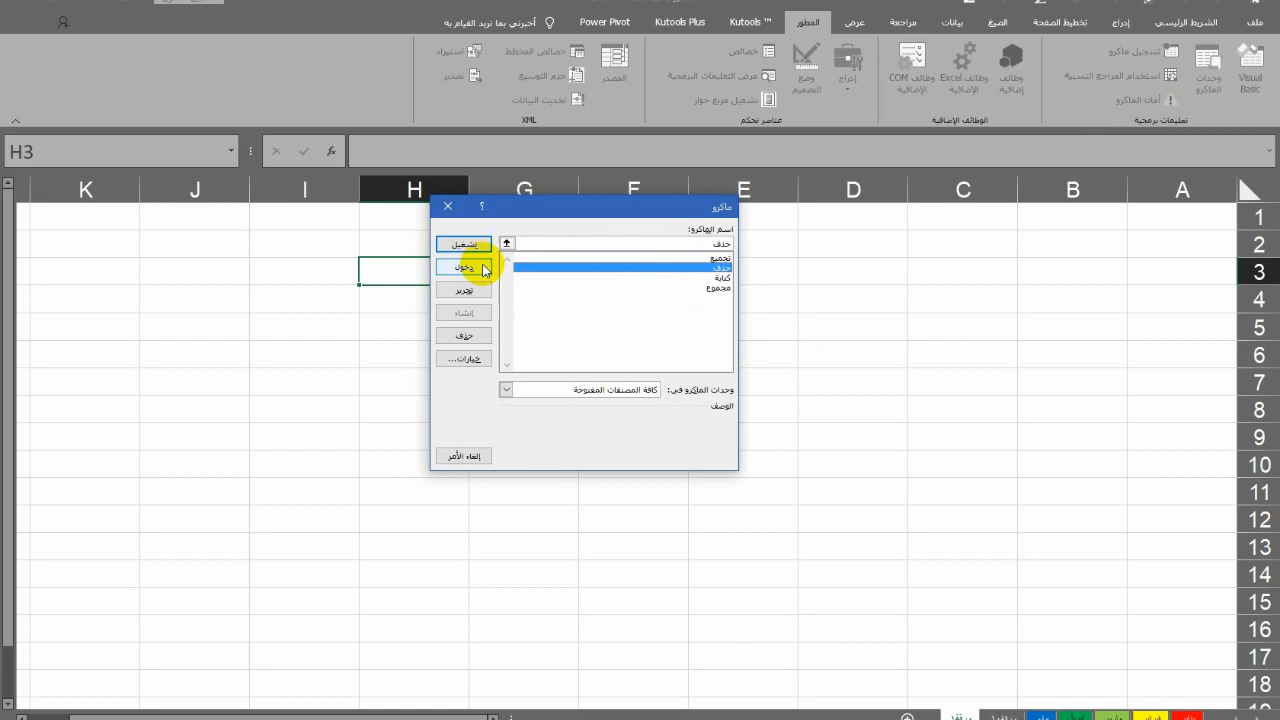 ملف الشريط الرئيسي إدراج تخطيط الصفحة الصيغ بيانات مراجعة عرض المطور Kutools ™ Kutools Plus Power Pivot أخبرني بما تريد القيام به
Visual Basic
وحدات الماكرو
تسجيل ماكرو
استخدام المراجع النسبية
أمان الماكرو
تعليمات برمجية
وظائف إضافية
وظائف Excel الإضافية
وظائف COM الإضافية
الوظائف الإضافية
إدراج
وضع التصميم
خصائص
عرض التعليمات البرمجية
تشغيل مربع حوار
عناصر تحكم
المصدر
خصائص المخطط
حزم التوسيع
تحديث البيانات
استيراد
تصدير
XML
H3
fx
A B C D E F G H I J K
1
2
3
4
5
6
7
8
9
10
11
12
13
14
15
16
17
18
ماكرو
؟
اسم الماكرو:
حذف
تجميع
حذف
كتابة
مجموع
تشغيل
دخول
تحرير
إنشاء
حذف
خيارات...
وحدات الماكرو في: كافة المصنفات المفتوحة
الوصف
إلغاء الأمر
يناير
فبراير
مارس